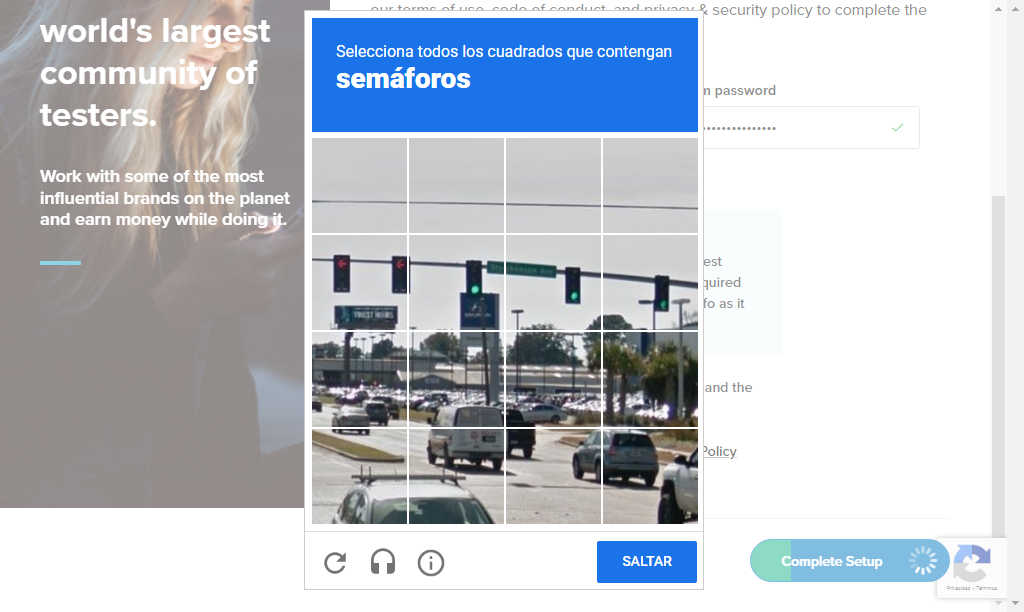 world's largest
community of
testers.
Work with some of the most
influential brands on the planet
and earn money while doing it.
our terms of use, code of conduct, and privacy & security policy to complete the
Selecciona todos los cuadrados que contengan
semáforos
m password
•••••••••••••••
FIREST HOURS
est
quired
fo as it
and the
Policy
SALTAR
Complete Setup
Privacidad - Términos